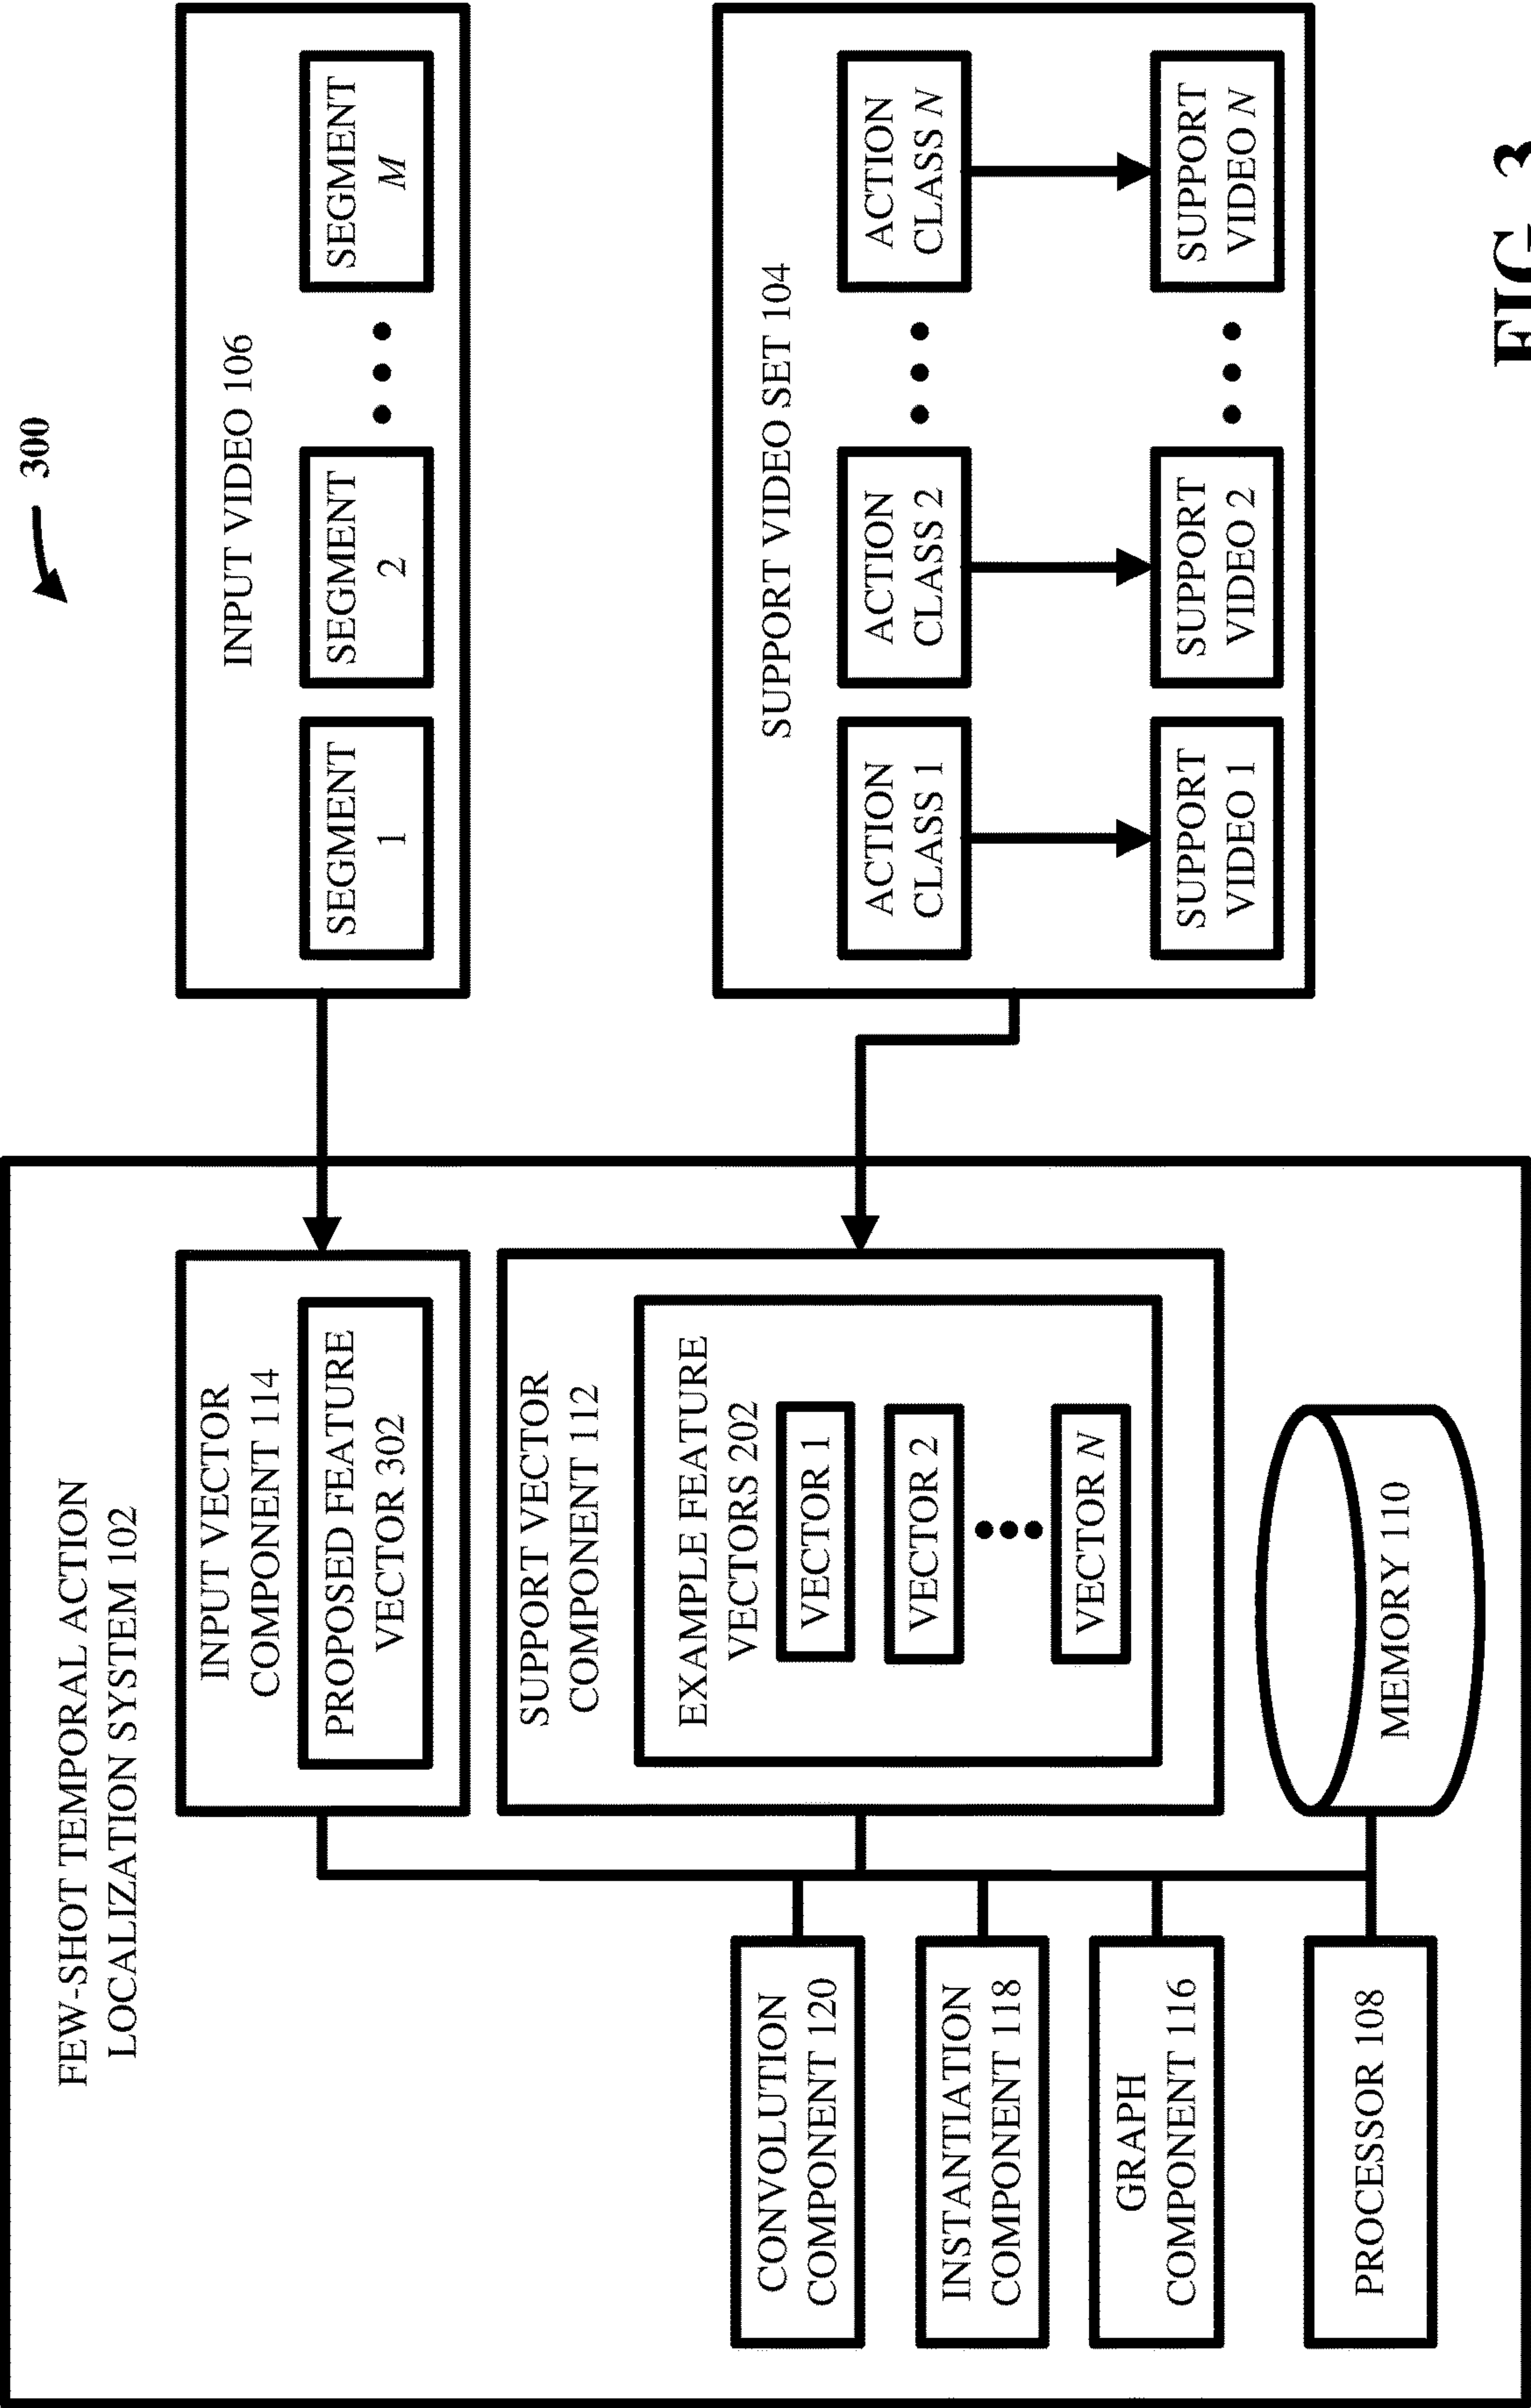 300
FEW-SHOT TEMPORAL ACTION
LOCALIZATION SYSTEM 102
INPUT VECTOR
COMPONENT 114
PROPOSED FEATURE
VECTOR 302
INPUT VIDEO 106
SEGMENT
1
SEGMENT
2
SEGMENT
M
SUPPORT VECTOR
COMPONENT 112
EXAMPLE FEATURE
VECTORS 202
VECTOR 1
VECTOR 2
VECTOR N
CONVOLUTION
COMPONENT 120
INSTANTIATION
COMPONENT 118
GRAPH
COMPONENT 116
PROCESSOR 108
MEMORY 110
SUPPORT VIDEO SET 104
ACTION
CLASS 1
ACTION
CLASS 2
ACTION
CLASS N
SUPPORT
VIDEO 1
SUPPORT
VIDEO 2
SUPPORT
VIDEO N
FIG. 3